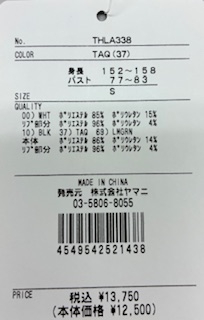 No. THLA338
COLOR TAQ(37)
身長 152~158
バスト 77~83
SIZE
S
QUALITY
00) WHT ポリエステル 85% ポリウレタン 15%
リブ部分 ポリエステル 96% ポリウレタン 4%
10) BLK 37) TAQ 69) LMGRN
本体 ポリエステル 86% ポリウレタン 14%
リブ部分 ポリエステル 96% ポリウレタン 4%
MADE IN CHINA
発売元 株式会社ヤマニ
03-5806-8055
4549542521438
PRICE 税込 ¥13,750
(本体価格 ¥12,500)